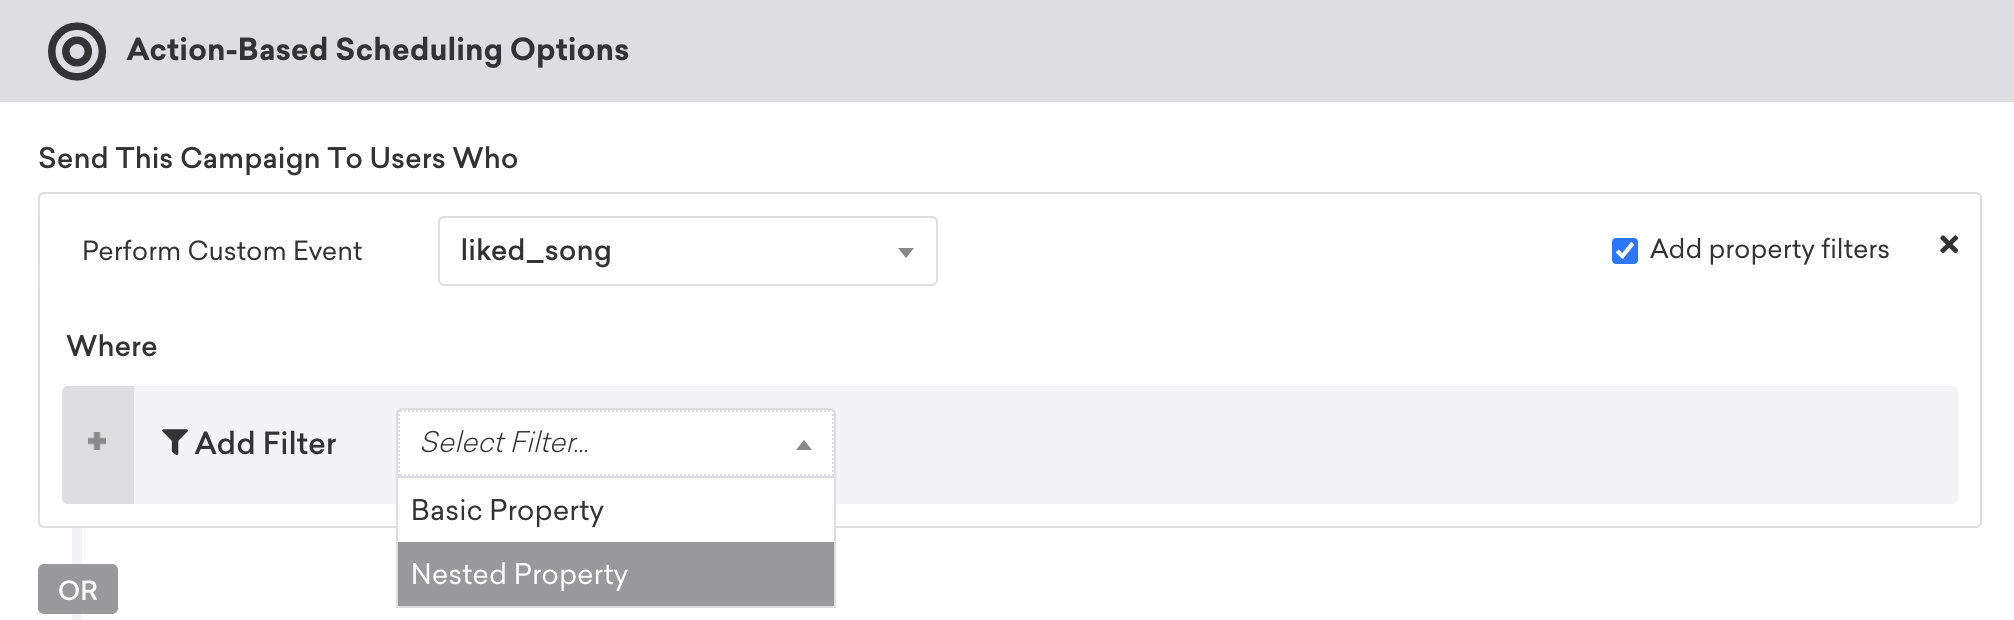 Action-Based Scheduling Options
Send This Campaign To Users Who
Perform Custom Event liked_song Add property filters
Where
Add Filter Select Filter...
Basic Property
Nested Property
OR